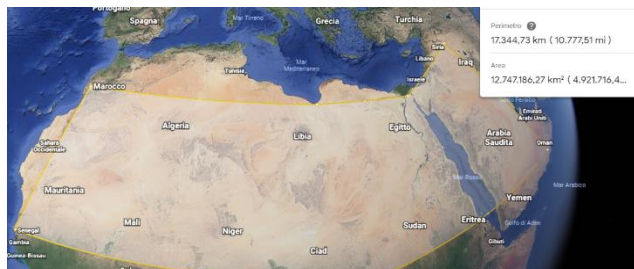 Portogallo
Spagna
Mar Tirreno
Grecia
Turchia
Perimetro
17.344,73 km ( 10.777,51 mi )
Area
12.747.186,27 km² ( 4.921.716,4...
Mar
Mediterraneo
Siria
Libano
Iraq
Israele
Tunisia
Marocco
Algeria
Libia
Egitto
Arabia
Saudita
Emirati
Arabi Uniti
Oman
Sahara
Occidentale
Mauritania
Mar Rosso
Mar Arabico
Mali
Niger
Ciad
Sudan
Eritrea
Yemen
Golfo di Aden
Gibuti
Senegal
Gambia
Guinea-Bissau